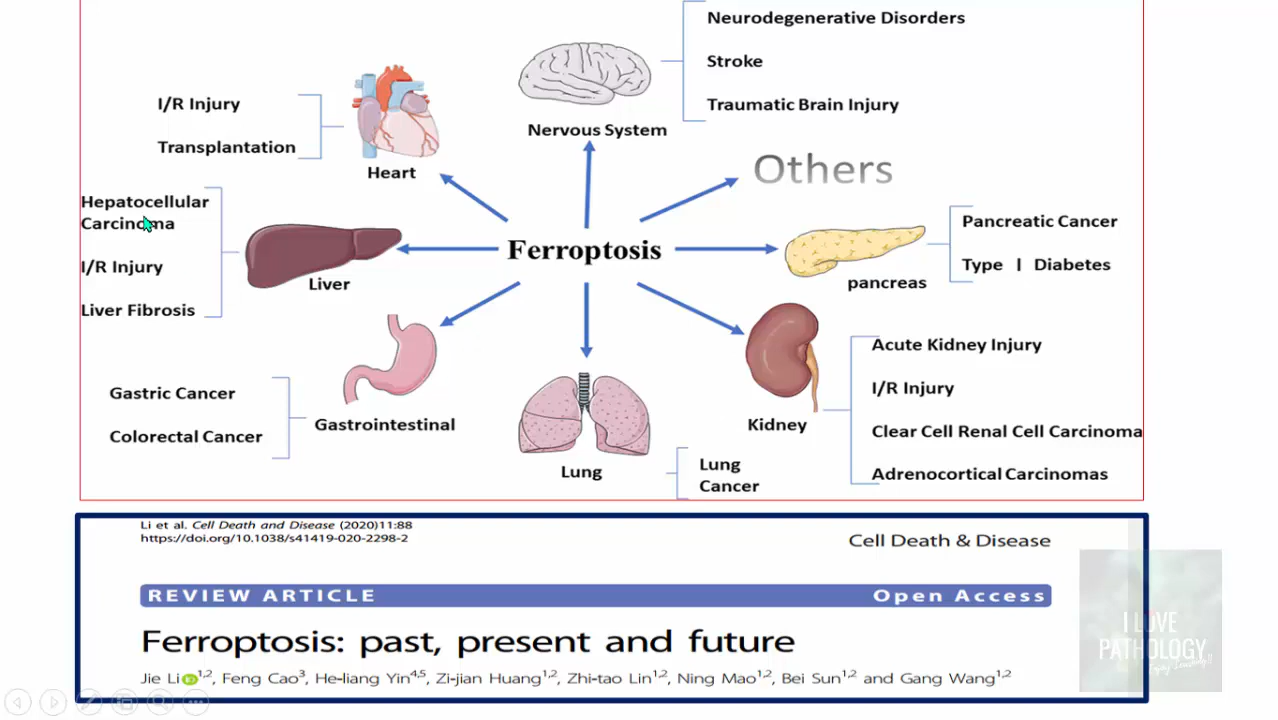 Neurodegenerative Disorders
Stroke
Traumatic Brain Injury
Nervous System
I/R Injury
Transplantation
Heart
Others
Hepatocellular
Carcinoma
I/R Injury
Liver Fibrosis
Liver
Ferroptosis
Pancreatic Cancer
Type I Diabetes
pancreas
Gastric Cancer
Colorectal Cancer
Gastrointestinal
Lung
Lung
Cancer
Kidney
Acute Kidney Injury
I/R Injury
Clear Cell Renal Cell Carcinoma
Adrenocortical Carcinomas
Li et al. Cell Death and Disease (2020)11:88
https://doi.org/10.1038/s41419-020-2298-2
Cell Death & Disease
REVIEW ARTICLE
Open Access
Ferroptosis: past, present and future
Jie Li 1,2, Feng Cao3, He-liang Yin4,5, Zi-jian Huang1,2, Zhi-tao Lin1,2, Ning Mao1,2, Bei Sun1,2 and Gang Wang1,2
I LOVE
PATHOLOGY